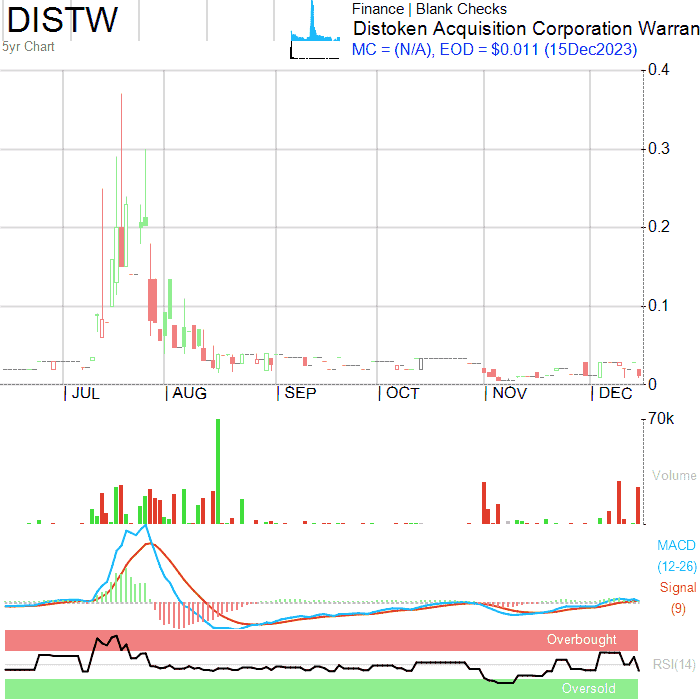 DISTW
5yr Chart
Finance | Blank Checks
Distoken Acquisition Corporation Warran
MC = (N/A), EOD = $0.011 (15Dec2023)
0.4
0.3
0.2
0.1
0
| JUL | AUG | SEP | OCT | NOV | DEC
70k
Volume
MACD
(12-26)
Signal
(9)
Overbought
RSI(14)
Oversold